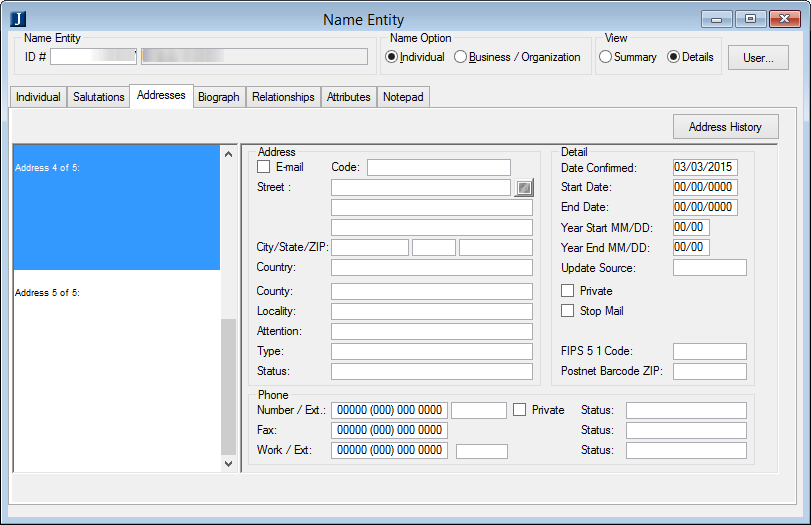 J Name Entity
Name Entity Name Option View
ID # Individual Business / Organization Summary Details User...
Individual Salutations Addresses Biograph Relationships Attributes Notepad
Address History
Address 4 of 5:
Address 5 of 5:
Address
E-mail Code:
Street :
City/State/ZIP:
Country:
County:
Locality:
Attention:
Type:
Status:
Detail
Date Confirmed: 03/03/2015
Start Date: 00/00/0000
End Date: 00/00/0000
Year Start MM/DD: 00/00
Year End MM/DD: 00/00
Update Source:
Private
Stop Mail
FIPS 5 1 Code:
Postnet Barcode ZIP:
Phone
Number / Ext.: 00000 (000) 000 0000 Private Status:
Fax: 00000 (000) 000 0000 Status:
Work / Ext: 00000 (000) 000 0000 Status: